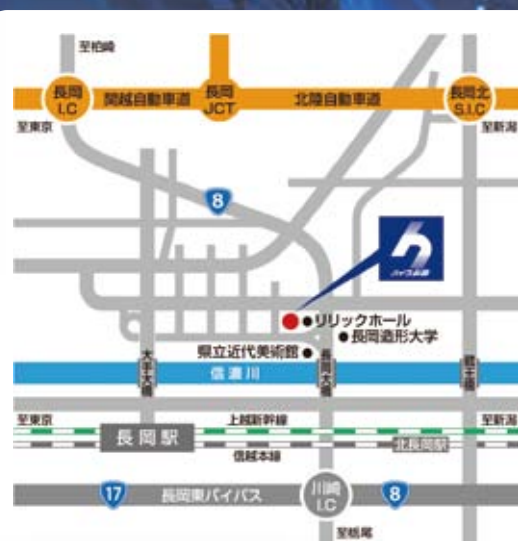 至柏崎
長岡
I.C
関越自動車道
長岡
JCT
北陸自動車道
長岡北
S.I.C
至東京
至新潟
8
リリックホール
長岡造形大学
県立近代美術館
大手大橋
信濃川
長岡大橋
蔵王橋
至東京
上越新幹線
至新潟
長岡駅
北長岡駅
信越本線
17
長岡東バイパス
川崎
I.C
8
至栃尾